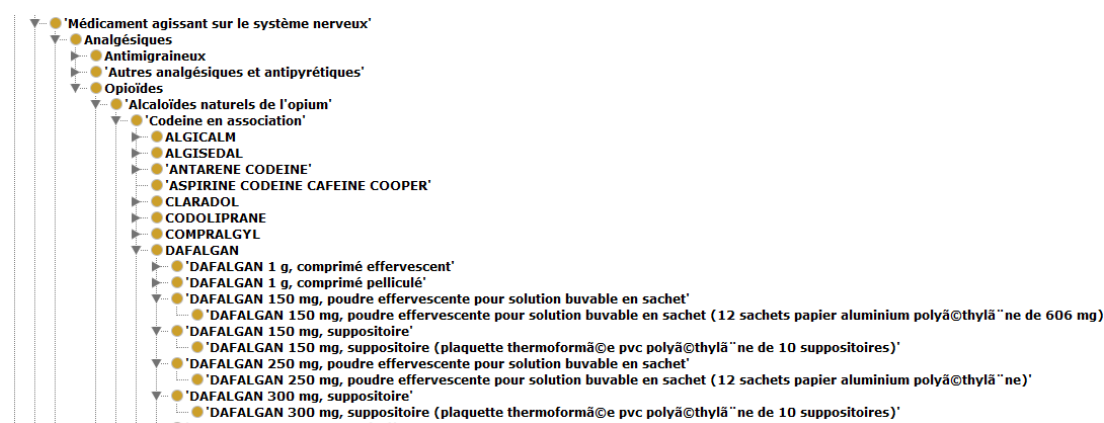 'Médicament agissant sur le système nerveux'
Analgésiques
Antimigraineux
'Autres analgésiques et antipyrétiques'
Opioïdes
'Alcaloïdes naturels de l'opium'
'Codeine en association'
ALGICALM
ALGISEDAL
'ANTARENE CODEINE'
'ASPIRINE CODEINE CAFEINE COOPER'
CLARADOL
CODOLIPRANE
COMPRALGYL
DAFALGAN
'DAFALGAN 1 g, comprimé effervescent'
'DAFALGAN 1 g, comprimé pelliculé'
'DAFALGAN 150 mg, poudre effervescente pour solution buvable en sachet'
'DAFALGAN 150 mg, poudre effervescente pour solution buvable en sachet (12 sachets papier aluminium polyã©thylã¨ne de 606 mg)
'DAFALGAN 150 mg, suppositoire'
'DAFALGAN 150 mg, suppositoire (plaquette thermoformã©e pvc polyã©thylã¨ne de 10 suppositoires)'
'DAFALGAN 250 mg, poudre effervescente pour solution buvable en sachet'
'DAFALGAN 250 mg, poudre effervescente pour solution buvable en sachet (12 sachets papier aluminium polyã©thylã¨ne)'
'DAFALGAN 300 mg, suppositoire'
'DAFALGAN 300 mg, suppositoire (plaquette thermoformã©e pvc polyã©thylã¨ne de 10 suppositoires)'